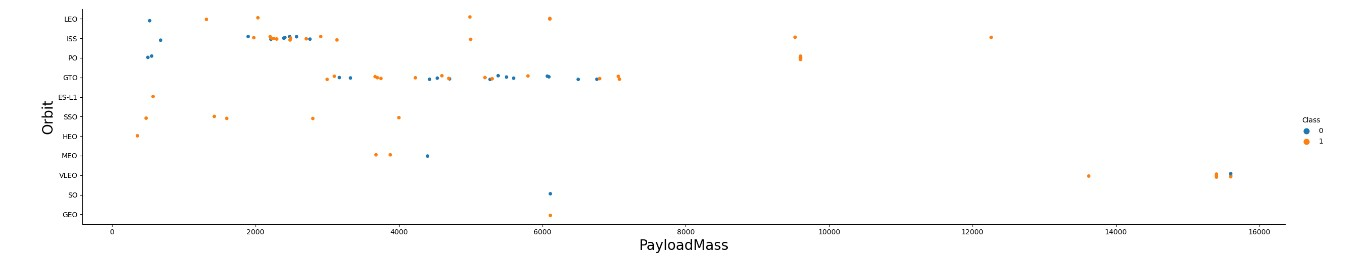 LEO
ISS
PO
GTO
ES-L1
SSO
HEO
MEO
VLEO
SO
GEO
Orbit
0 2000 4000 6000 8000 10000 12000 14000 16000
PayloadMass
Class
0
1